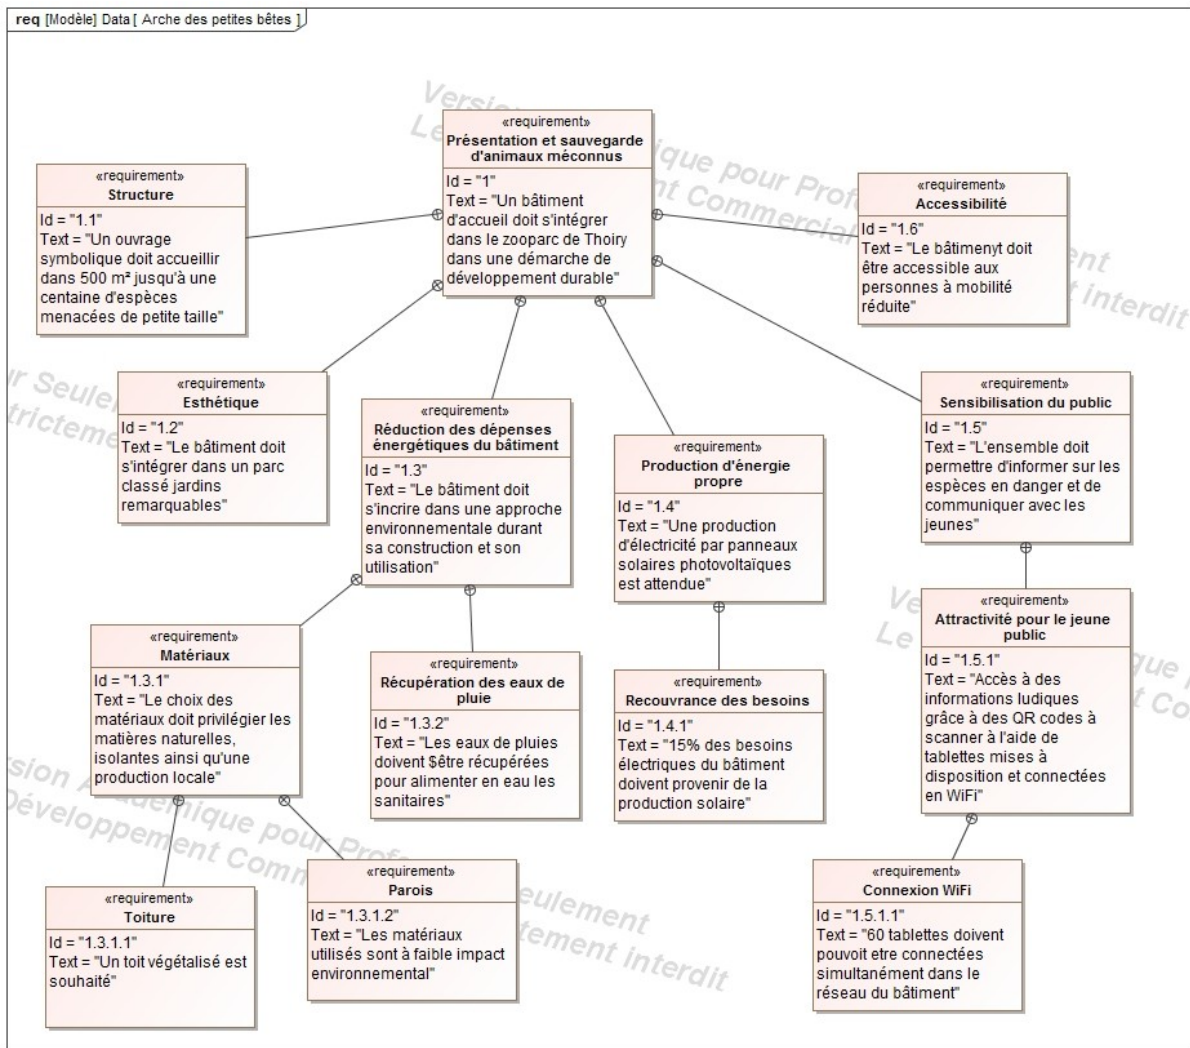 req [Modèle] Data [ Arche des petites bêtes ]
«requirement»
Présentation et sauvegarde
d'animaux méconnus
Id = "1"
Text = "Un bâtiment
d'accueil doit s'intégrer
dans le zooparc de Thoiry
dans une démarche de
développement durable"
«requirement»
Structure
Id = "1.1"
Text = "Un ouvrage
symbolique doit accueillir
dans 500 m² jusqu'à une
centaine d'espèces
menacées de petite taille"
«requirement»
Accessibilité
Id = "1.6"
Text = "Le bâtimenyt doit
être accessible aux
personnes à mobilité
réduite"
«requirement»
Esthétique
Id = "1.2"
Text = "Le bâtiment doit
s'intégrer dans un parc
classé jardins
remarquables"
«requirement»
Réduction des dépenses
énergétiques du bâtiment
Id = "1.3"
Text = "Le bâtiment doit
s'incrire dans une approche
environnementale durant
sa construction et son
utilisation"
«requirement»
Production d'énergie
propre
Id = "1.4"
Text = "Une production
d'électricité par panneaux
solaires photovoltaïques
est attendue"
«requirement»
Sensibilisation du public
Id = "1.5"
Text = "L'ensemble doit
permettre d'informer sur les
espèces en danger et de
communiquer avec les
jeunes"
«requirement»
Matériaux
Id = "1.3.1"
Text = "Le choix des
matériaux doit privilégier les
matières naturelles,
isolantes ainsi qu'une
production locale"
«requirement»
Récupération des eaux de
pluie
Id = "1.3.2"
Text = "Les eaux de pluies
doivent $être récupérées
pour alimenter en eau les
sanitaires"
«requirement»
Recouvrance des besoins
Id = "1.4.1"
Text = "15% des besoins
électriques du bâtiment
doivent provenir de la
production solaire"
«requirement»
Attractivité pour le jeune
public
Id = "1.5.1"
Text = "Accès à des
informations ludiques
grâce à des QR codes à
scanner à l'aide de
tablettes mises à
disposition et connectées
en WiFi"
«requirement»
Toiture
Id = "1.3.1.1"
Text = "Un toit végétalisé est
souhaité"
«requirement»
Parois
Id = "1.3.1.2"
Text = "Les matériaux
utilisés sont à faible impact
environnemental"
«requirement»
Connexion WiFi
Id = "1.5.1.1"
Text = "60 tablettes doivent
pouvoit etre connectées
simultanément dans le
réseau du bâtiment"